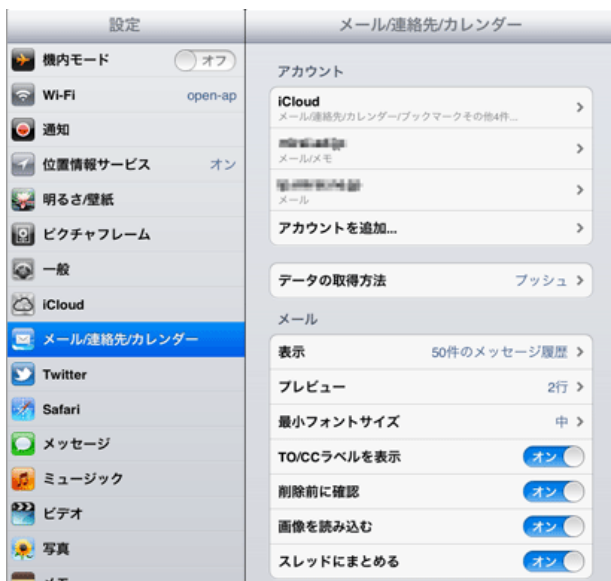 設定
機内モード オフ
Wi-Fi open-ap
通知
位置情報サービス オン
明るさ/壁紙
ピクチャフレーム
一般
iCloud
メール/連絡先/カレンダー
Twitter
Safari
メッセージ
ミュージック
ビデオ
写真
メール/連絡先/カレンダー
アカウント
iCloud
メール/連絡先/カレンダー/ブックマークその他4件...
メール/メモ
メール
アカウントを追加...
データの取得方法 プッシュ
メール
表示 50件のメッセージ履歴
プレビュー 2行
最小フォントサイズ 中
TO/CCラベルを表示 オン
削除前に確認 オン
画像を読み込む オン
スレッドにまとめる オン